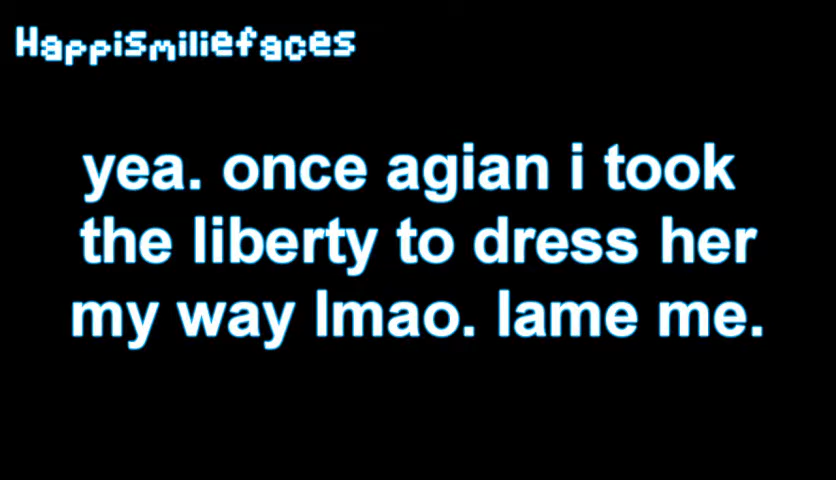 Happismiliefaces
yea. once agian i took
the liberty to dress her
my way lmao. lame me.